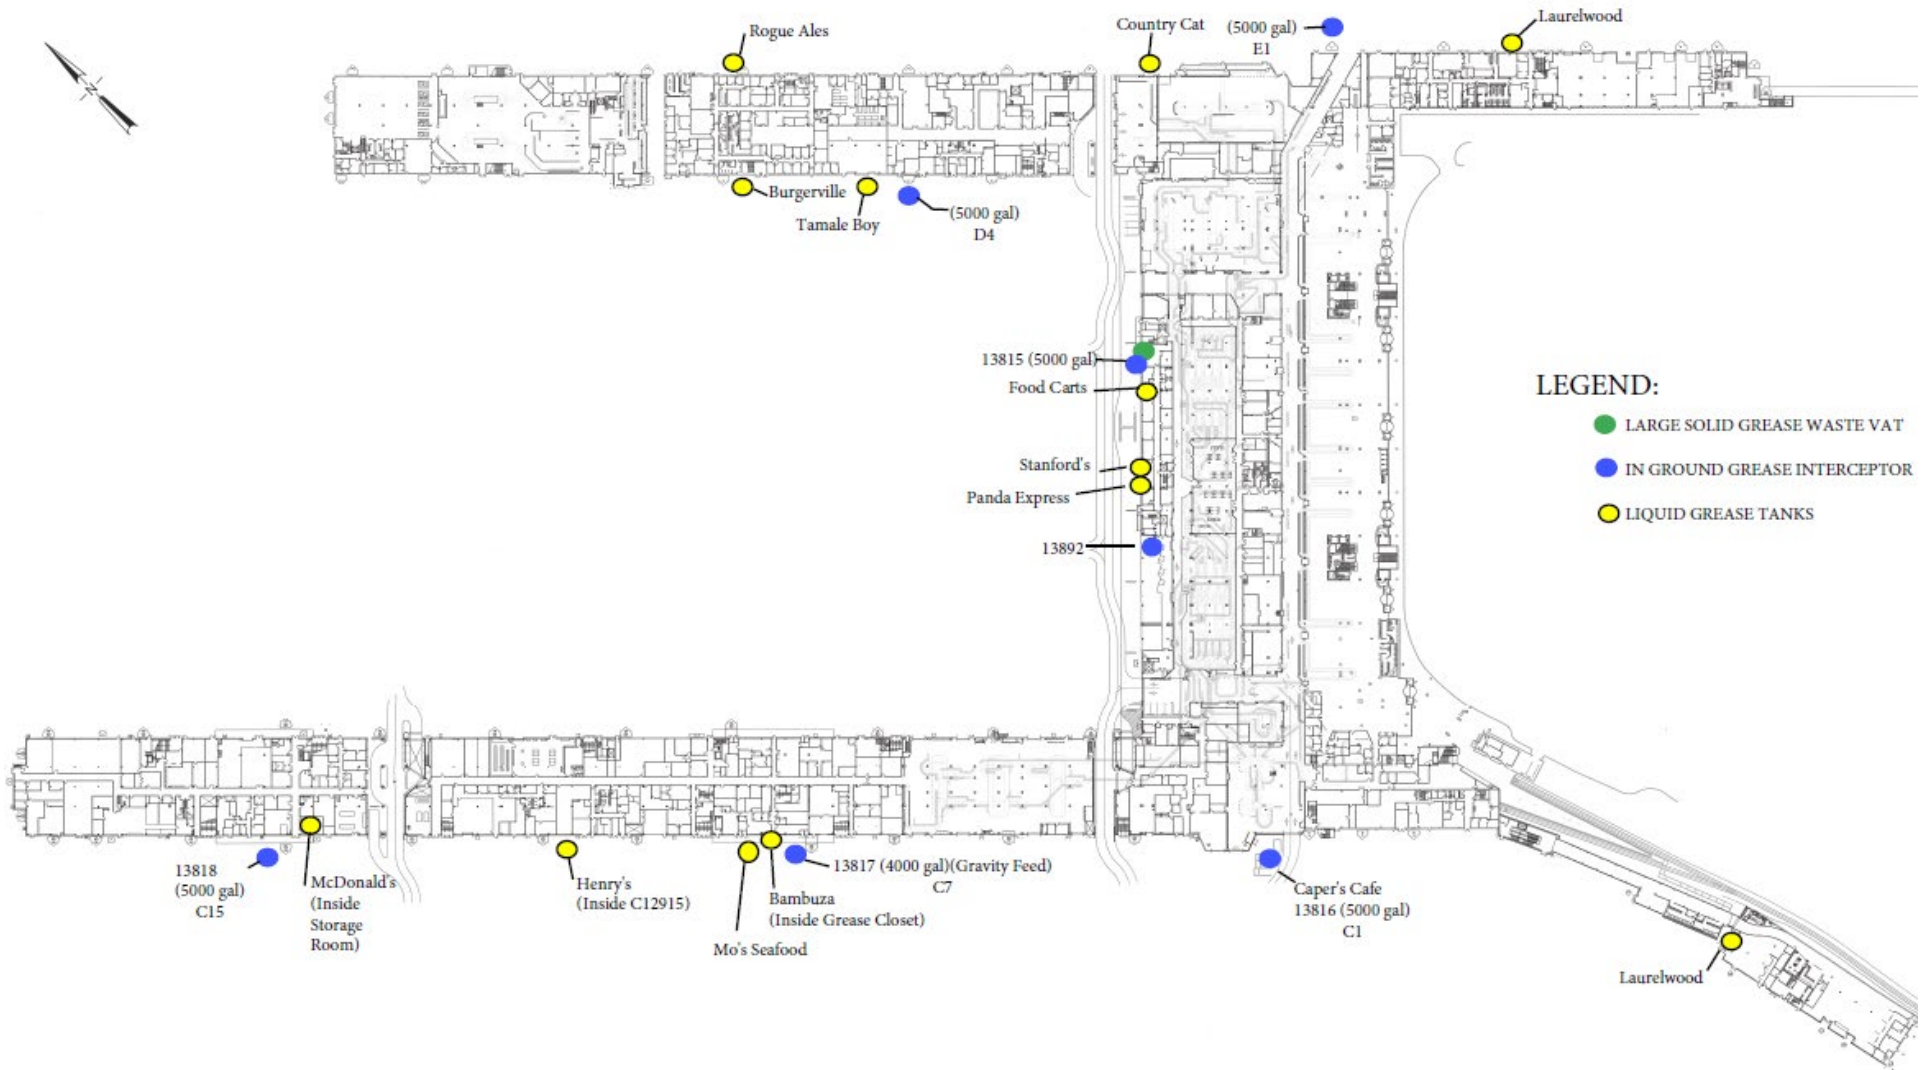 Rogue Ales
Country Cat
(5000 gal)
E1
Laurelwood
N
Burgerville
Tamale Boy
(5000 gal)
D4
13815 (5000 gal)
Food Carts
Stanford's
Panda Express
13892
LEGEND:
LARGE SOLID GREASE WASTE VAT
IN GROUND GREASE INTERCEPTOR
LIQUID GREASE TANKS
13818
(5000 gal)
C15
McDonald's
(Inside
Storage
Room)
Henry's
(Inside C12915)
Mo's Seafood
Bambuza
(Inside Grease Closet)
13817 (4000 gal)(Gravity Feed)
C7
Caper's Cafe
13816 (5000 gal)
C1
Laurelwood